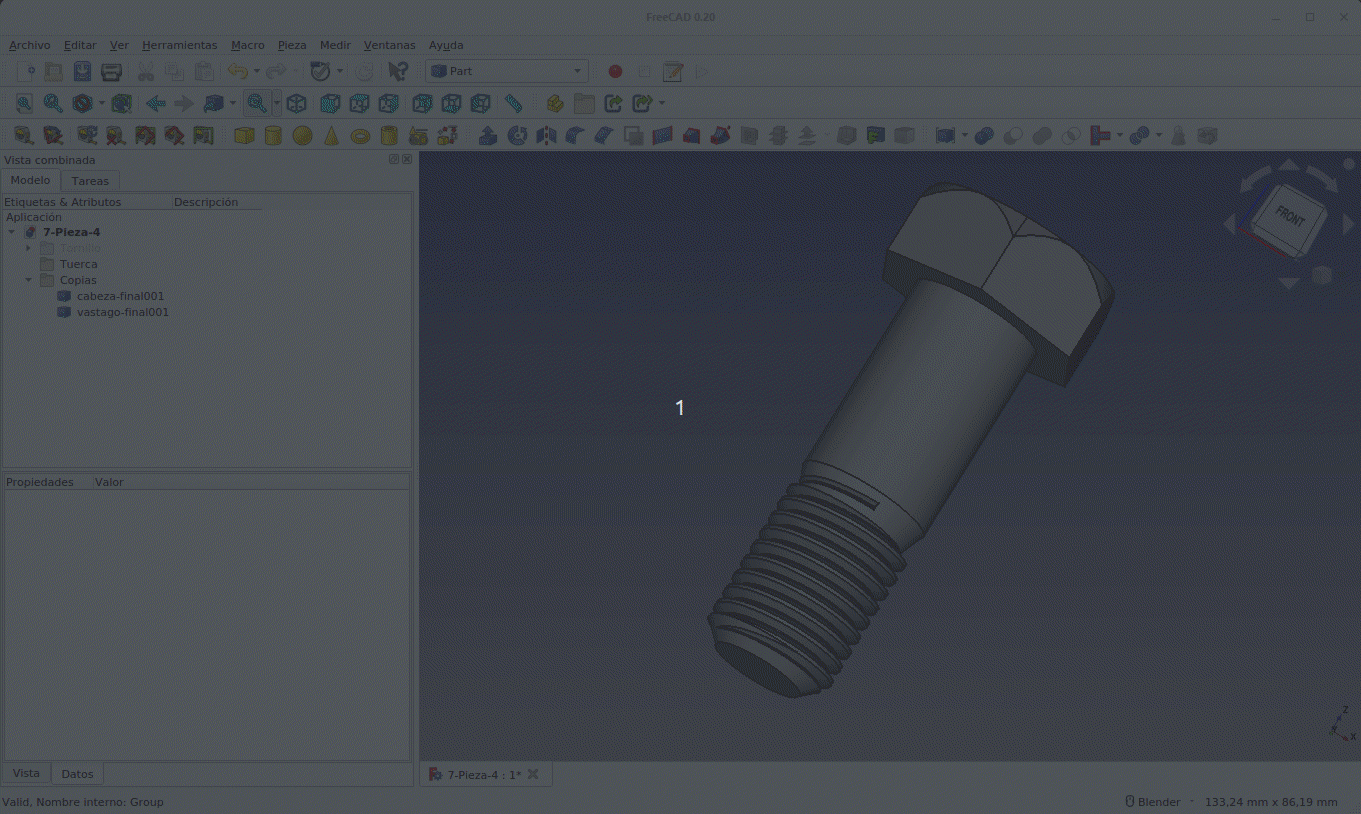 FreeCAD 0.20
Archivo Editar Ver Herramientas Macro Pieza Medir Ventanas Ayuda
Part
Vista combinada
Modelo Tareas
Etiquetas & Atributos Descripción
Aplicación
7-Pieza-4
Tornillo
Tuerca
Copias
cabeza-final001
vastago-final001
1
FRONT
Propiedades Valor
Z
X
Vista Datos
7-Pieza-4 : 1*
Valid, Nombre interno: Group
Blender 133,24 mm x 86,19 mm